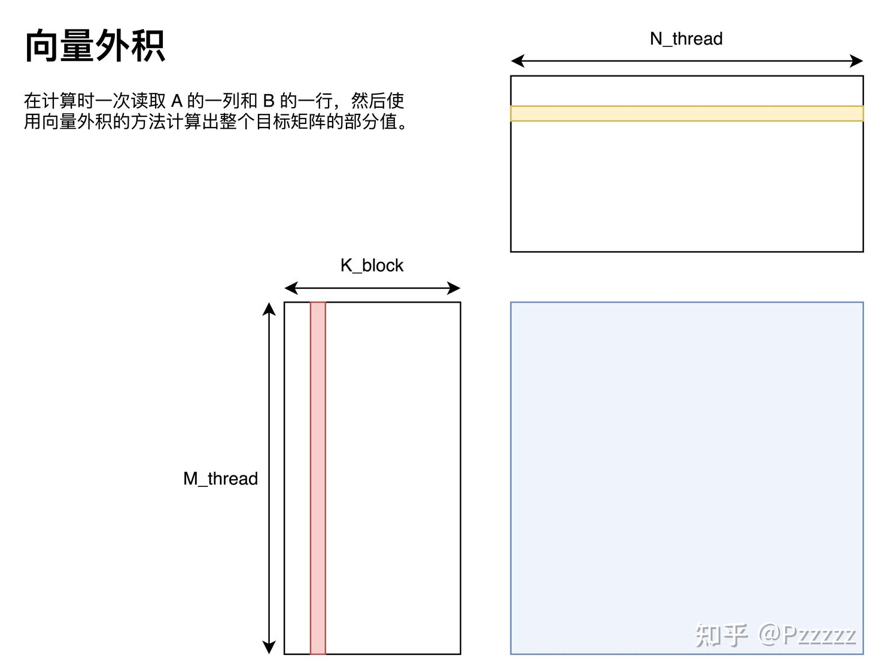 向量外积
在计算时一次读取 A 的一列和 B 的一行，然后使
用向量外积的方法计算出整个目标矩阵的部分值。
N_thread
K_block
M_thread
知乎 @Pzzzzz